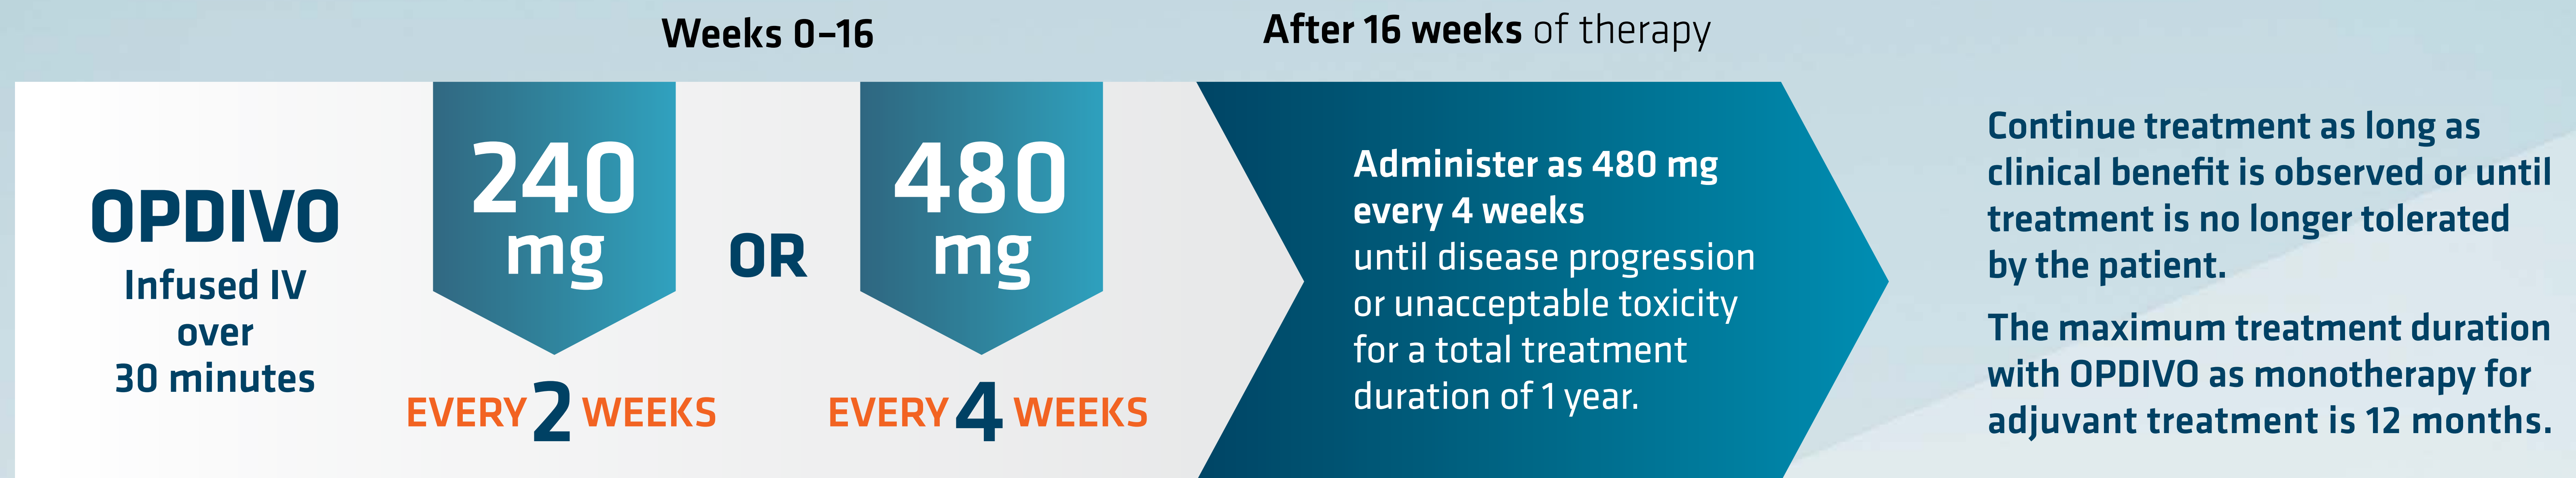 Weeks 0–16
After 16 weeks of therapy
OPDIVO
Infused IV
over
30 minutes
240
mg
EVERY 2 WEEKS
OR
480
mg
EVERY 4 WEEKS
Administer as 480 mg
every 4 weeks
until disease progression
or unacceptable toxicity
for a total treatment
duration of 1 year.
Continue treatment as long as
clinical benefit is observed or until
treatment is no longer tolerated
by the patient.
The maximum treatment duration
with OPDIVO as monotherapy for
adjuvant treatment is 12 months.